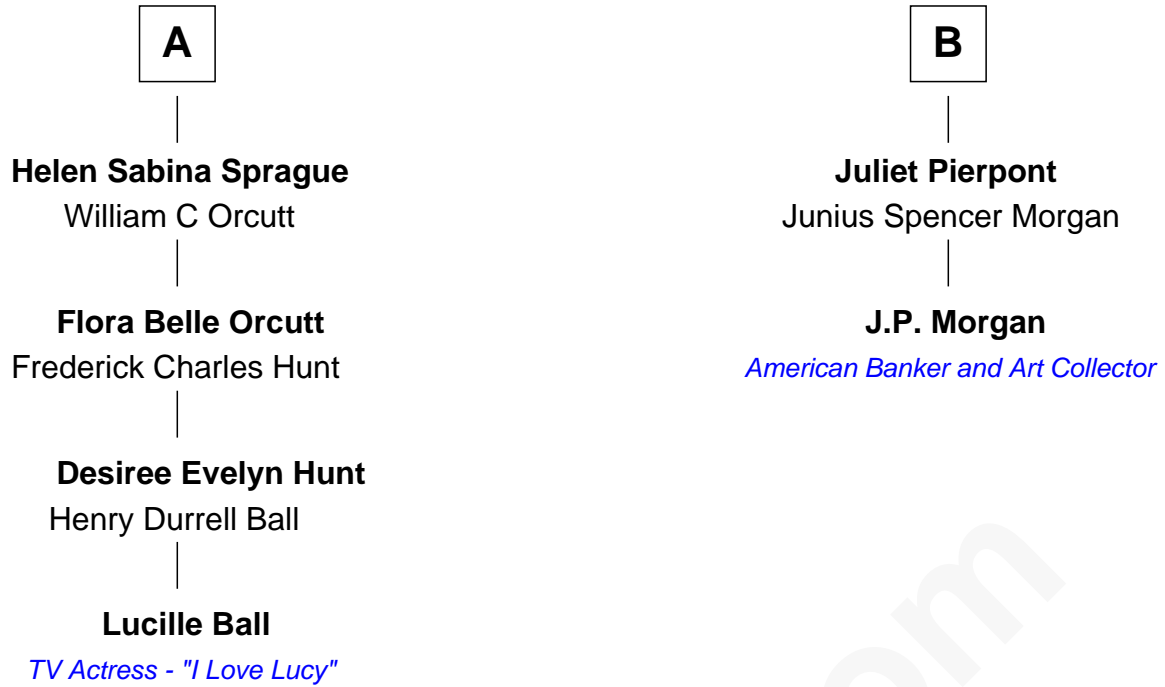 A
Helen Sabina Sprague
William C Orcutt
Flora Belle Orcutt
Frederick Charles Hunt
Desiree Evelyn Hunt
Henry Durrell Ball
Lucille Ball
TV Actress - "I Love Lucy"
B
Juliet Pierpont
Junius Spencer Morgan
J.P. Morgan
American Banker and Art Collector
om